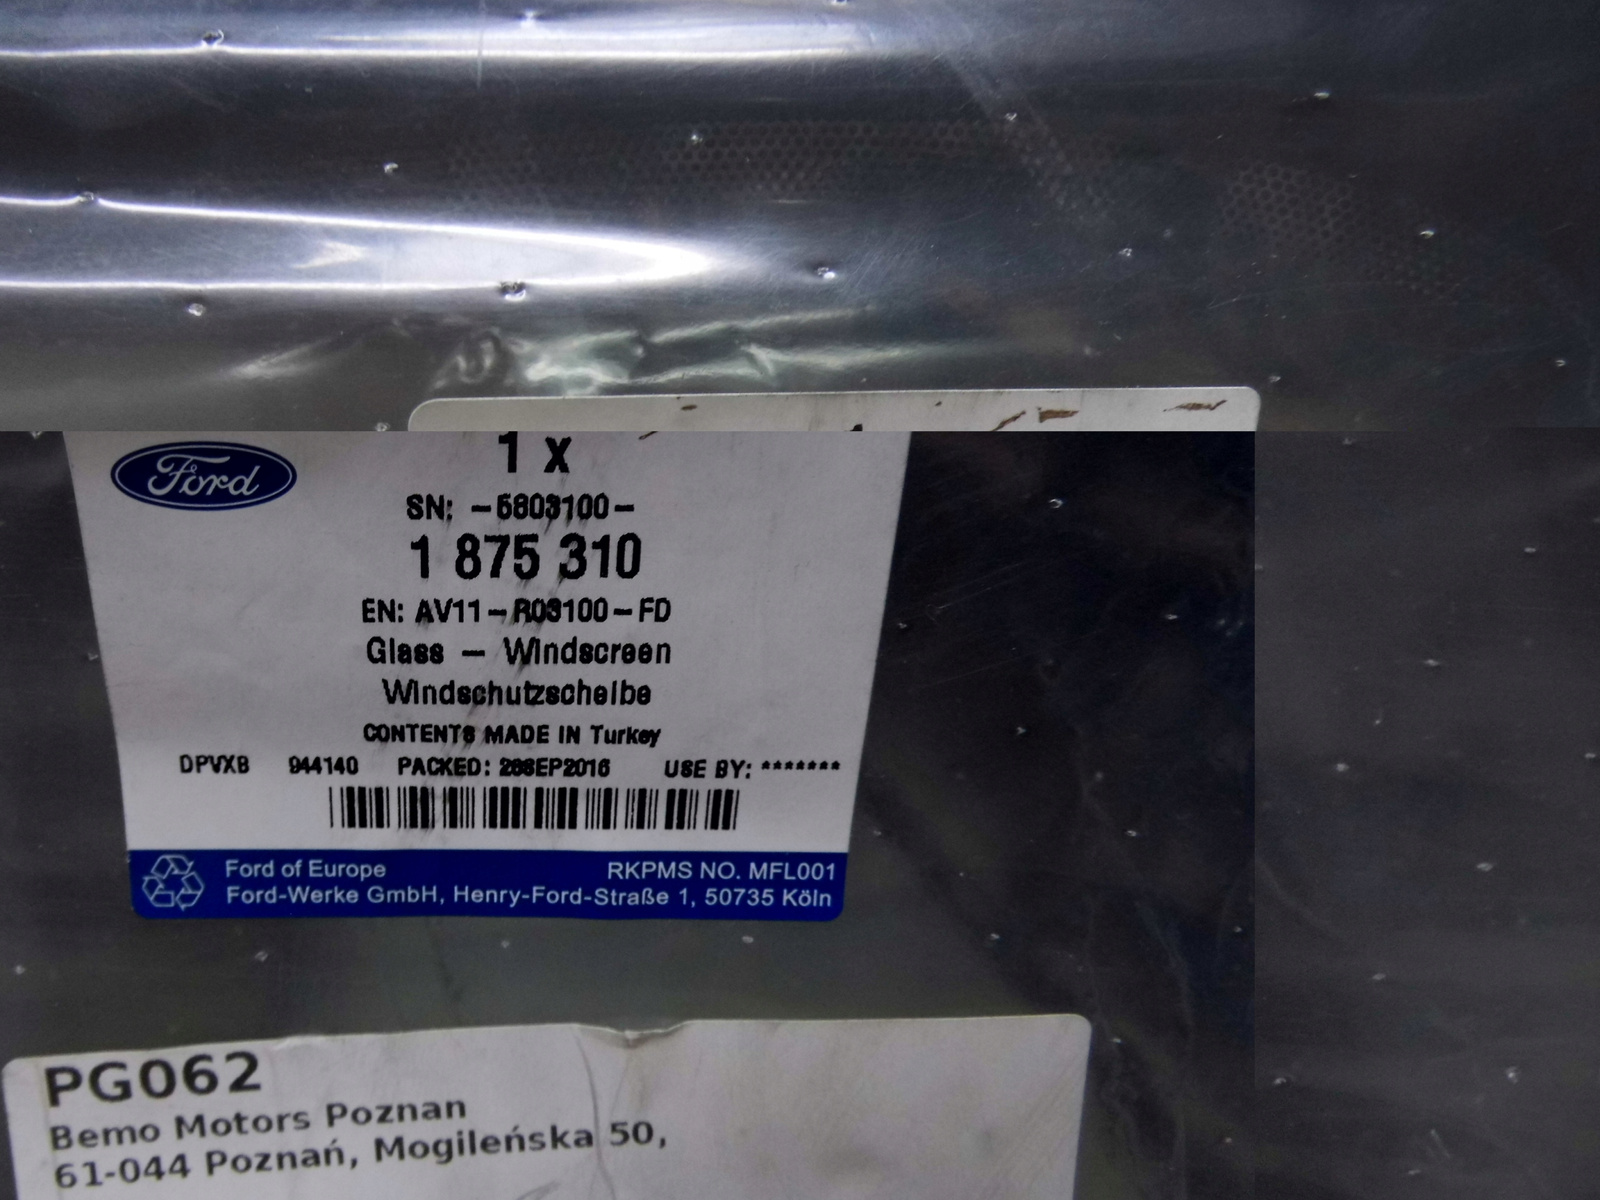 Ford
1 x
SN: -5803100-
1 875 310
EN: AV11-R03100-FD
Glass - Windscreen
Windschutzscheibe
CONTENTS MADE IN Turkey
DPVXB 944140 PACKED: 26SEP2016 USE BY: *******
Ford of Europe RKPMS NO. MFL001
Ford-Werke GmbH, Henry-Ford-Straße 1, 50735 Köln
PG062
Bemo Motors Poznan
61-044 Poznań, Mogileńska 50,